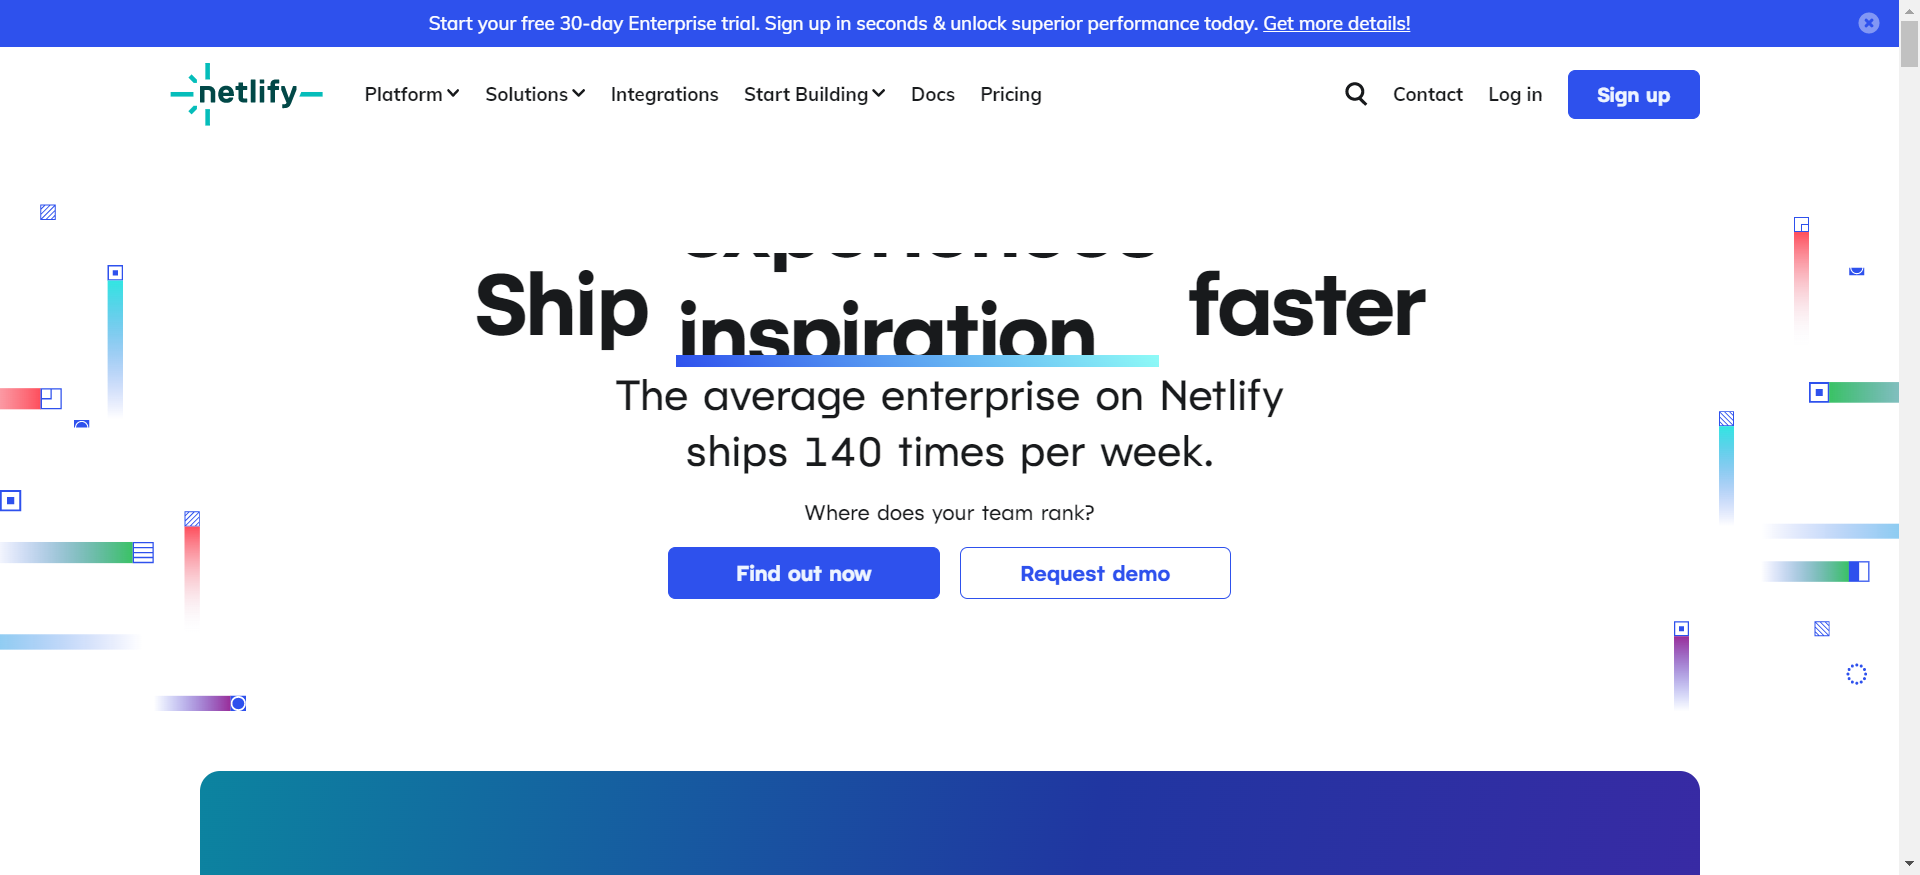 Start your free 30-day Enterprise trial. Sign up in seconds & unlock superior performance today. Get more details!
netlify Platform Solutions Integrations Start Building Docs Pricing Contact Log in Sign up
experiences
Ship inspiration faster
The average enterprise on Netlify
ships 140 times per week.
Where does your team rank?
Find out now Request demo